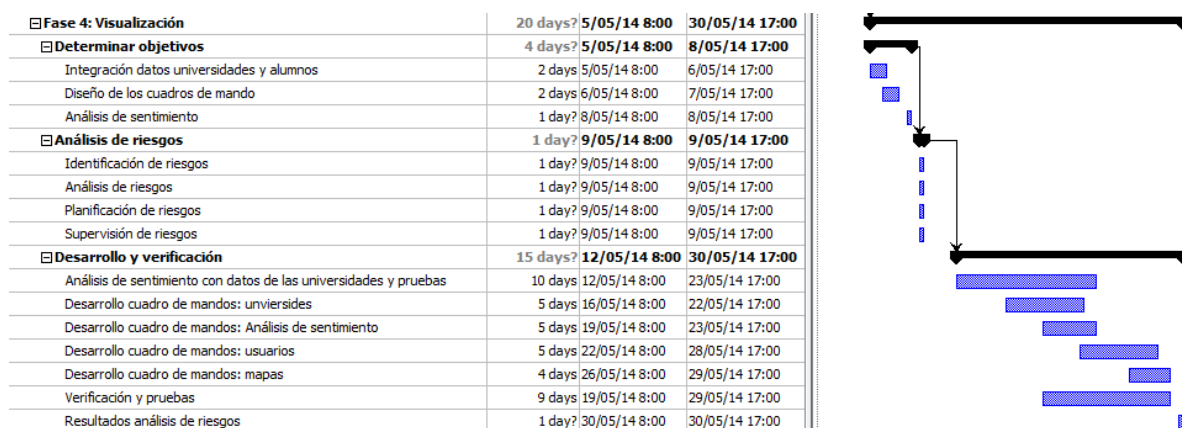 Fase 4: Visualización 20 days? 5/05/14 8:00 30/05/14 17:00
Determinar objetivos 4 days? 5/05/14 8:00 8/05/14 17:00
Integración datos universidades y alumnos 2 days 5/05/14 8:00 6/05/14 17:00
Diseño de los cuadros de mando 2 days 6/05/14 8:00 7/05/14 17:00
Análisis de sentimiento 1 day? 8/05/14 8:00 8/05/14 17:00
Análisis de riesgos 1 day? 9/05/14 8:00 9/05/14 17:00
Identificación de riesgos 1 day? 9/05/14 8:00 9/05/14 17:00
Análisis de riesgos 1 day? 9/05/14 8:00 9/05/14 17:00
Planificación de riesgos 1 day? 9/05/14 8:00 9/05/14 17:00
Supervisión de riesgos 1 day? 9/05/14 8:00 9/05/14 17:00
Desarrollo y verificación 15 days? 12/05/14 8:00 30/05/14 17:00
Análisis de sentimiento con datos de las universidades y pruebas 10 days 12/05/14 8:00 23/05/14 17:00
Desarrollo cuadro de mandos: unviersides 5 days 16/05/14 8:00 22/05/14 17:00
Desarrollo cuadro de mandos: Análisis de sentimiento 5 days 19/05/14 8:00 23/05/14 17:00
Desarrollo cuadro de mandos: usuarios 5 days 22/05/14 8:00 28/05/14 17:00
Desarrollo cuadro de mandos: mapas 4 days 26/05/14 8:00 29/05/14 17:00
Verificación y pruebas 9 days 19/05/14 8:00 29/05/14 17:00
Resultados análisis de riesgos 1 day? 30/05/14 8:00 30/05/14 17:00